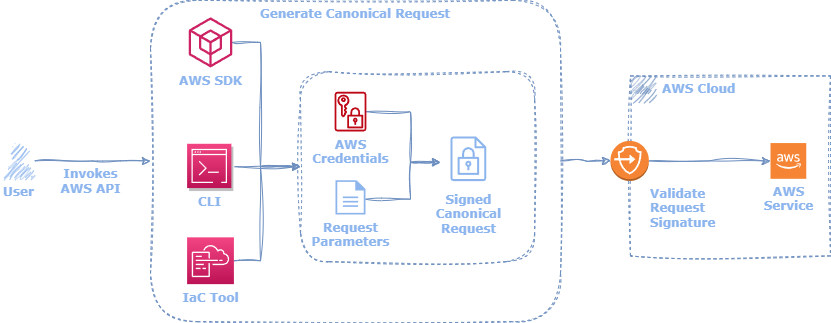 Generate Canonical Request
AWS SDK
AWS Cloud
AWS
Credentials
Invokes
AWS API
User
CLI
Signed
Canonical
Request
Request
Parameters
aws
AWS
Service
Validate
Request
Signature
IaC Tool